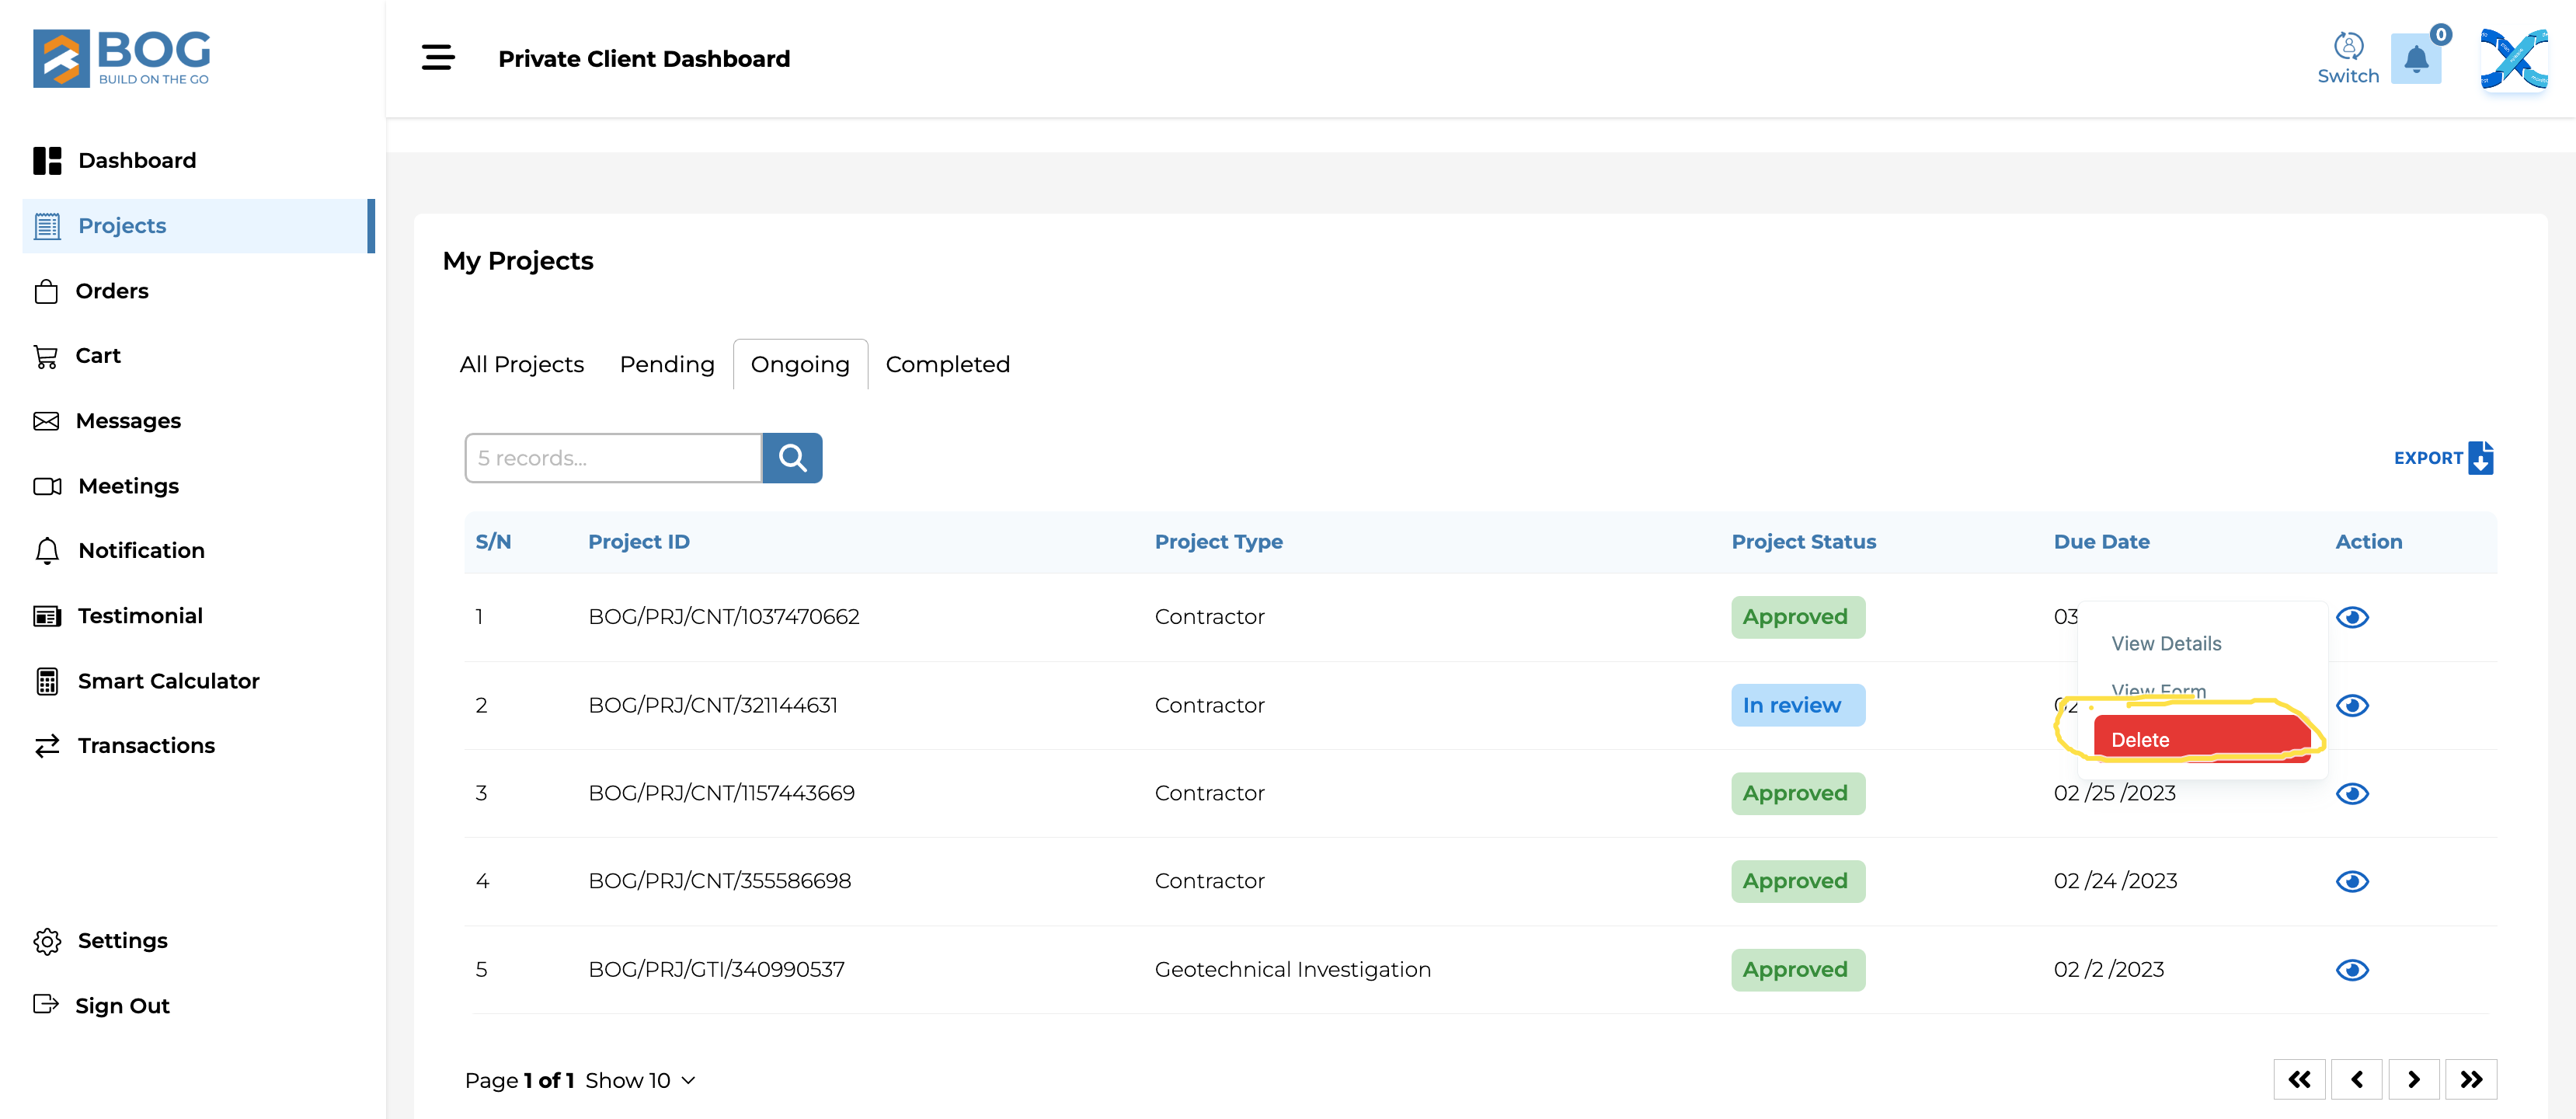 BOG
BUILD ON THE GO
Private Client Dashboard
Switch
0
Dashboard
Projects
Orders
Cart
Messages
Meetings
Notification
Testimonial
Smart Calculator
Transactions
Settings
Sign Out
My Projects
All Projects Pending Ongoing Completed
5 records...
EXPORT
S/N Project ID Project Type Project Status Due Date Action
1 BOG/PRJ/CNT/1037470662 Contractor Approved 03
2 BOG/PRJ/CNT/321144631 Contractor In review 02
View Details
View Form
Delete
3 BOG/PRJ/CNT/1157443669 Contractor Approved 02 /25 /2023
4 BOG/PRJ/CNT/355586698 Contractor Approved 02 /24 /2023
5 BOG/PRJ/GTI/340990537 Geotechnical Investigation Approved 02 /2 /2023
Page 1 of 1 Show 10